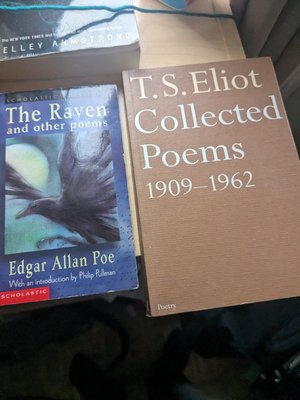 THE NEW YORK TIMES AND
ELLEY ARMSTRONG
SCHOLASTIC
The Raven
and other poems
Edgar Allan Poe
With an introduction by Philip Pullman
SCHOLASTIC
T.S. Eliot
Collected
Poems
1909–1962
Poetry